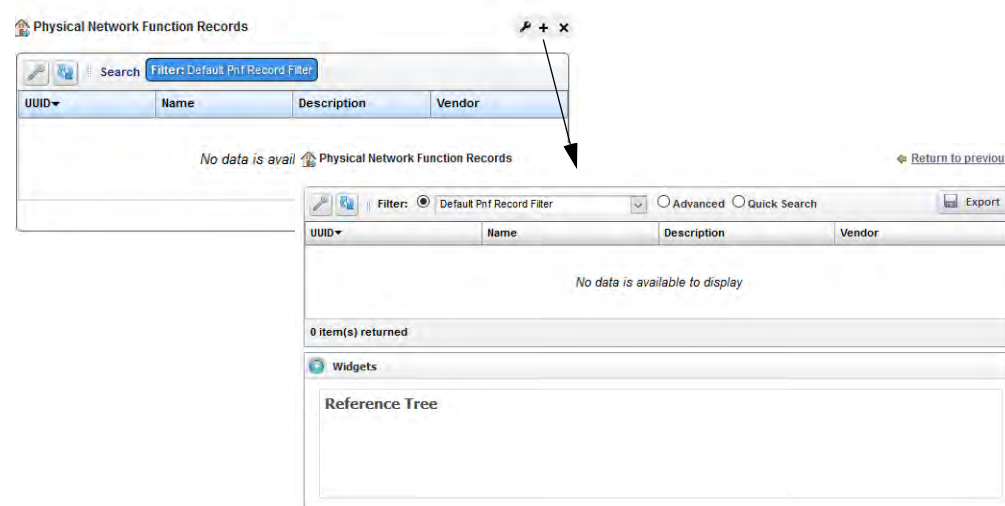 Physical Network Function Records
Search Filter: Default Pnf Record Filter
UUID Name Description Vendor
No data is avail
Physical Network Function Records
Return to previou
Filter: Default Pnf Record Filter Advanced Quick Search Export
UUID Name Description Vendor
No data is available to display
0 item(s) returned
Widgets
Reference Tree